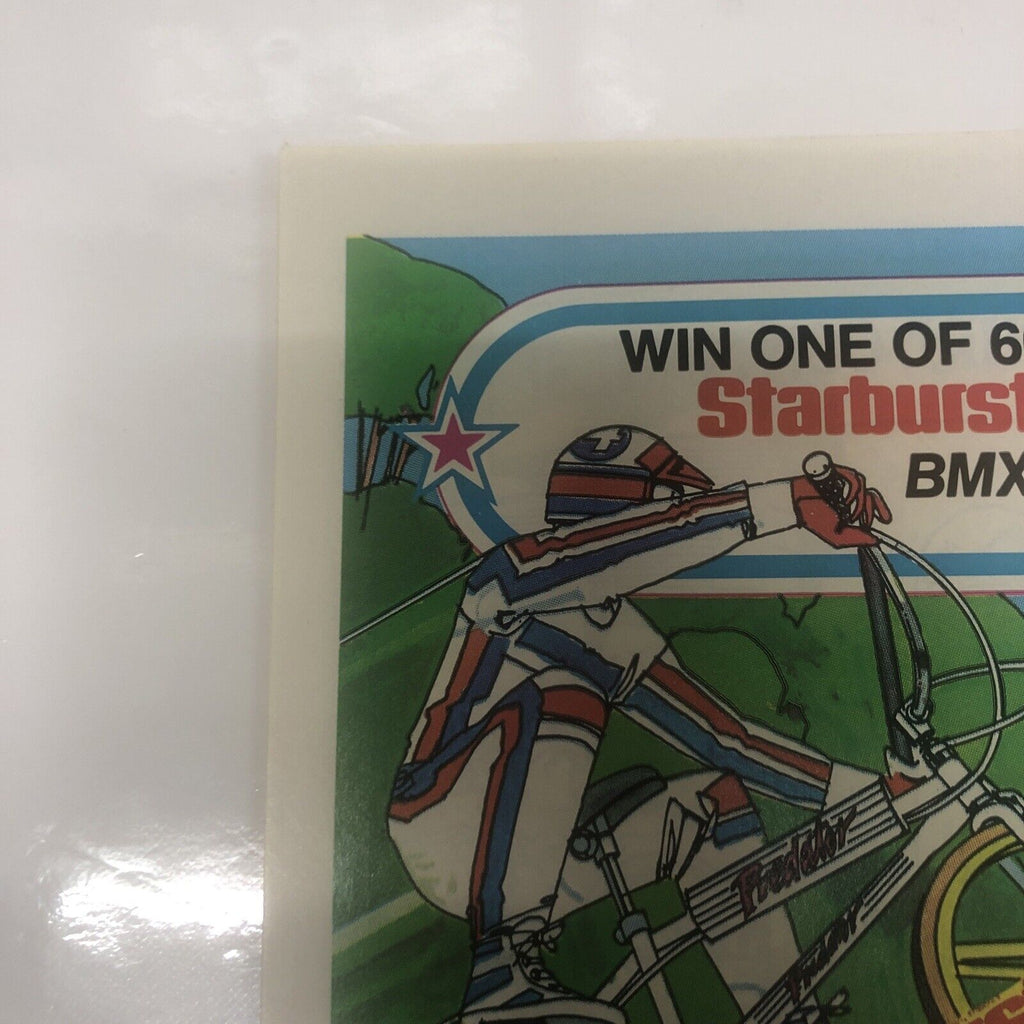 WIN ONE OF 6
Starburst
BMX
Predator
Predator